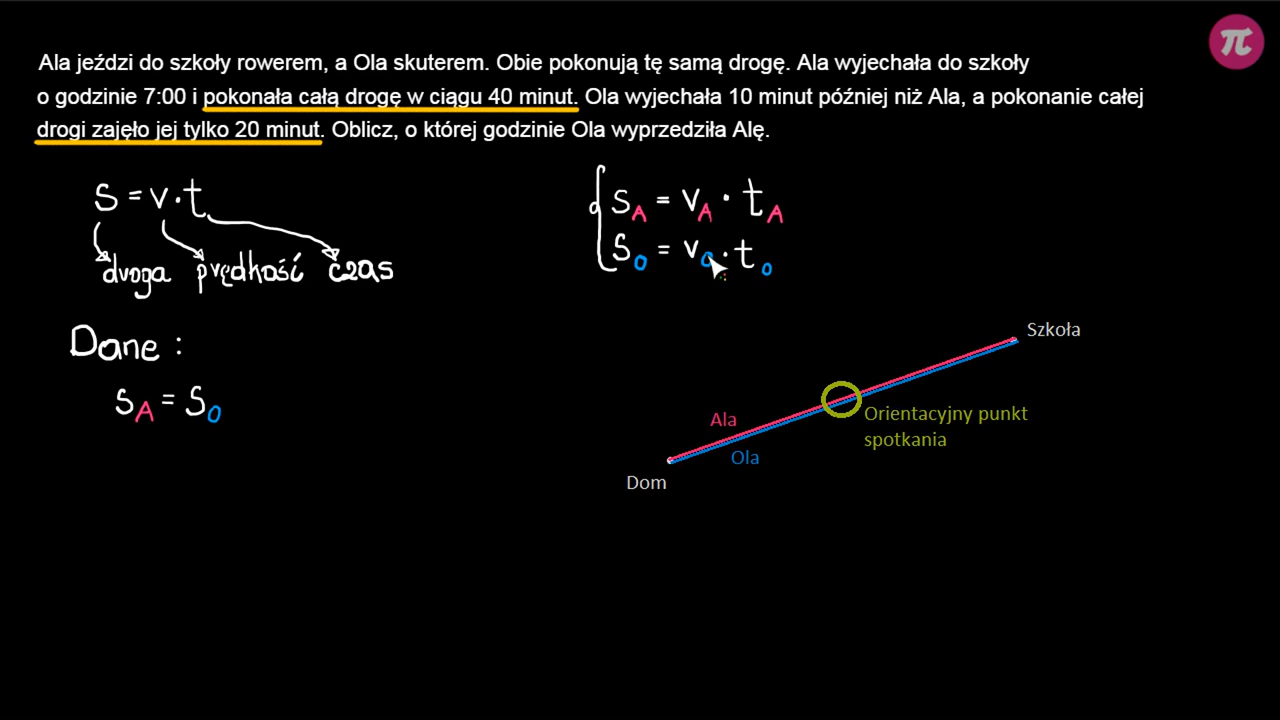 π
Ala jeździ do szkoły rowerem, a Ola skuterem. Obie pokonują tę samą drogę. Ala wyjechała do szkoły
o godzinie 7:00 i pokonała całą drogę w ciągu 40 minut. Ola wyjechała 10 minut później niż Ala, a pokonanie całej
drogi zajęło jej tylko 20 minut. Oblicz, o której godzinie Ola wyprzedziła Alę.
S = v · t
droga prędkość czas
S_A = V_A · t_A
S_O = V_O · t_O
Dane :
S_A = S_O
Szkoła
Orientacyjny punkt
spotkania
Ala
Ola
Dom